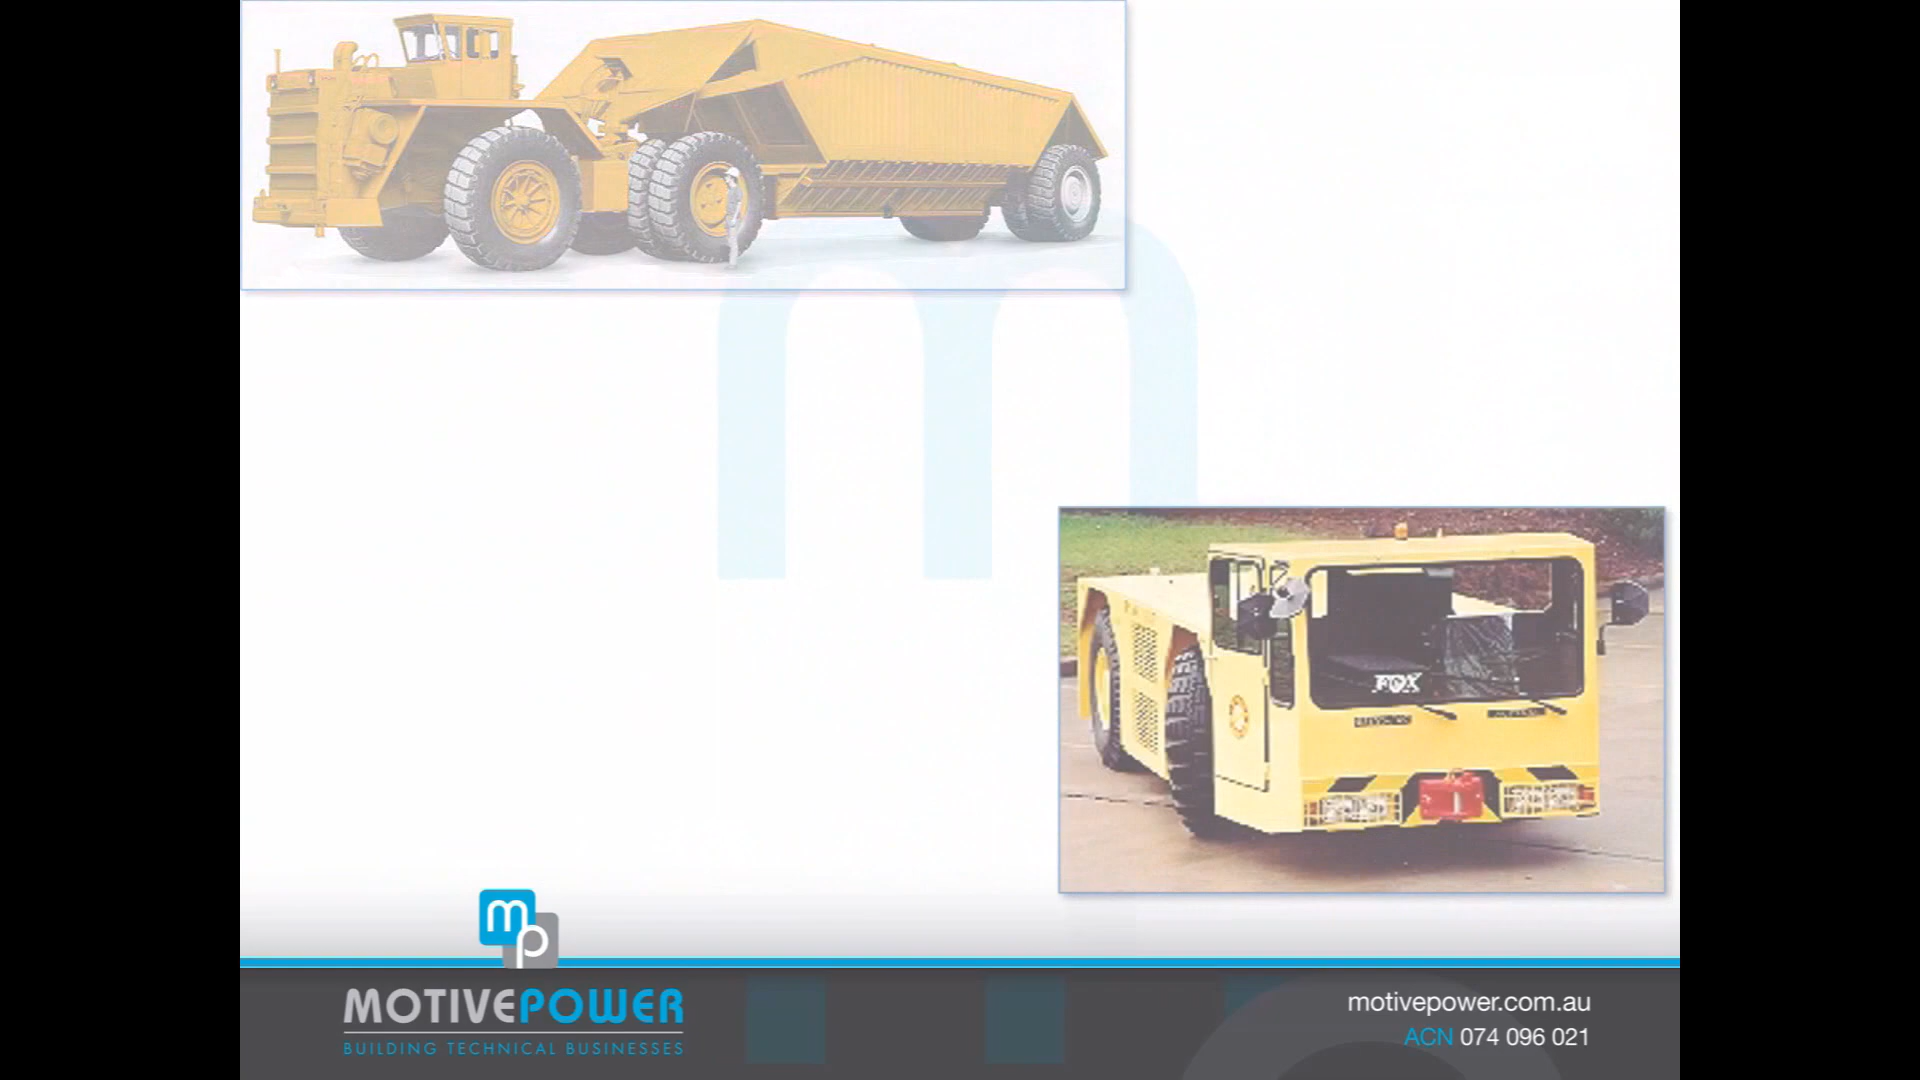 FOX
mp
MOTIVEPOWER
BUILDING TECHNICAL BUSINESSES
motivepower.com.au
ACN 074 096 021